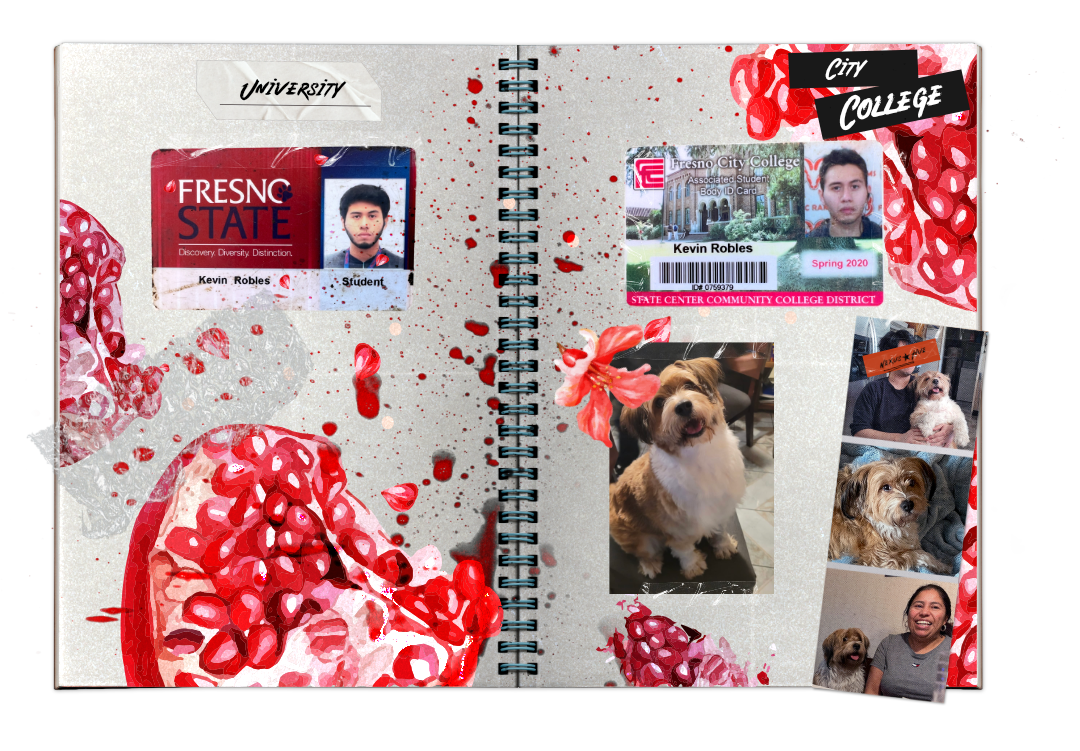 University
FRESNO
STATE
Discovery. Diversity. Distinction.
Kevin Robles
Student
City
College
Fresno City College
Associated Student
Body ID Card
Kevin Robles
Spring 2020
ID# 0759379
STATE CENTER COMMUNITY COLLEGE DISTRICT